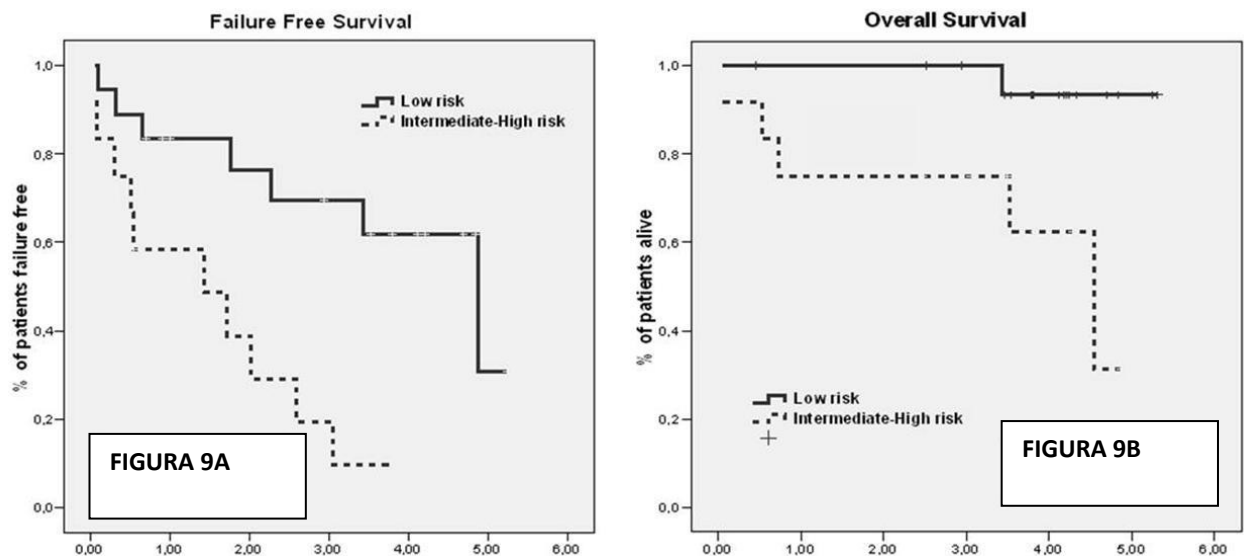 Failure Free Survival
% of patients failure free
1,0
0,8
0,6
0,4
0,2
0,0
Low risk
Intermediate-High risk
FIGURA 9A
0,00 1,00 2,00 3,00 4,00 5,00 6,00
Overall Survival
% of patients alive
1,0
0,8
0,6
0,4
0,2
0,0
Low risk
Intermediate-High risk
FIGURA 9B
0,00 1,00 2,00 3,00 4,00 5,00 6,00